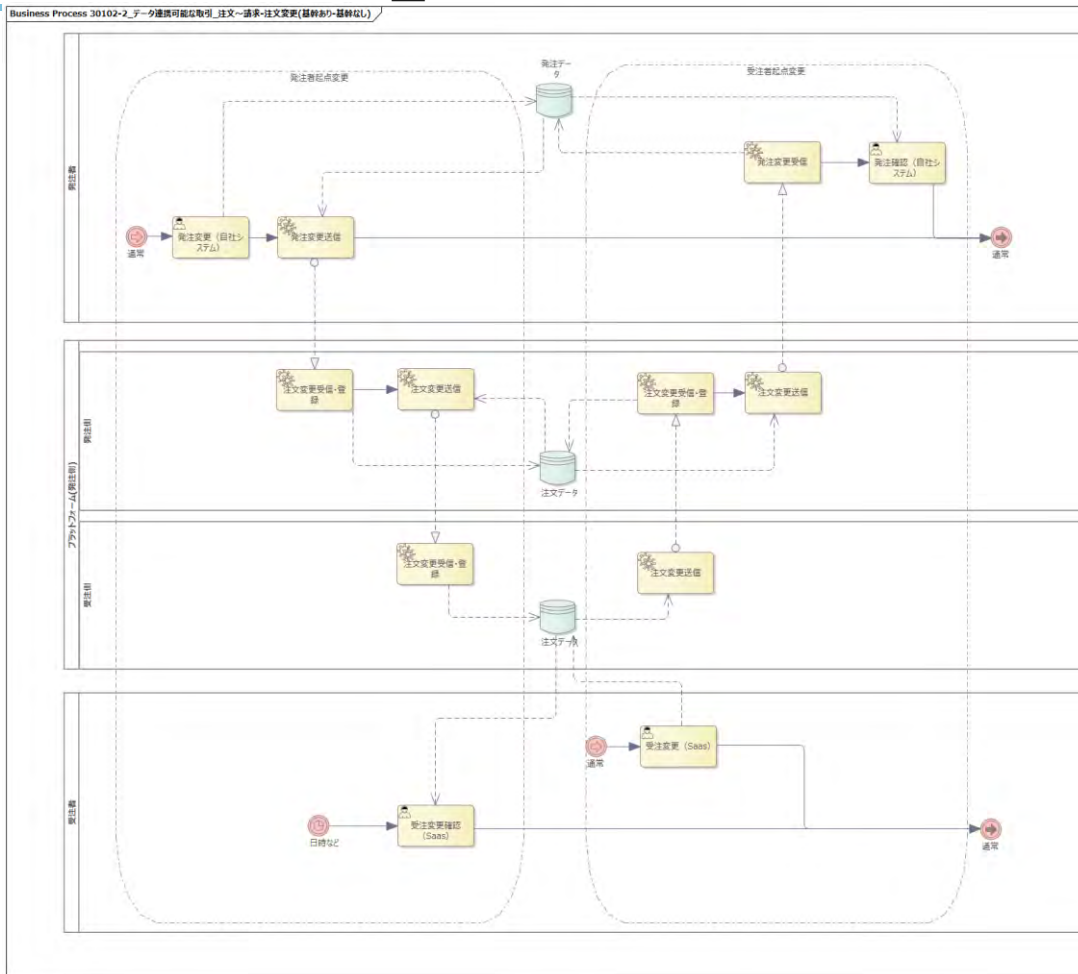 Business Process 30102-2_データ連携可能な取引_注文～請求-注文変更(基幹あり-基幹なし)
発注者
発注者起点変更
発注デー
タ
受注者起点変更
発注変更受信
発注確認（自社シ
ステム）
通常
発注変更（自社シ
ステム）
発注変更送信
通常
プラットフォーム(発注側)
発注側
注文変更受信・登
録
注文変更送信
注文変更受信・登
録
注文変更送信
注文データ
受注側
注文変更受信・登
録
注文変更送信
注文データ
受注者
通常
受注変更（Saas）
日時など
受注変更確認
（Saas）
通常